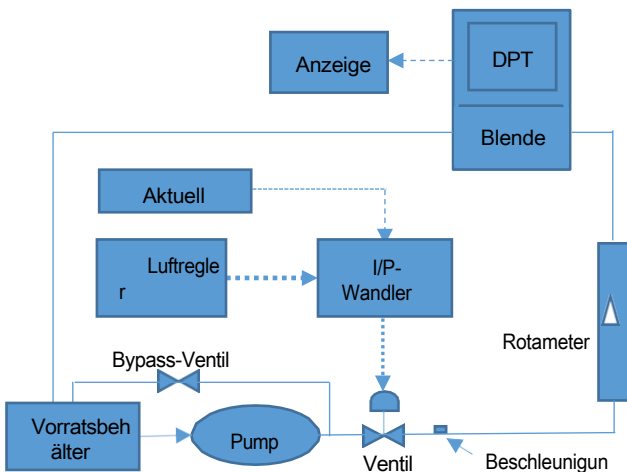 DPT
Anzeige
Blende
Aktuell
Luftregle
r
I/P-
Wandler
Rotameter
Bypass-Ventil
Vorratsbeh
älter
Pump
Ventil
Beschleunigun